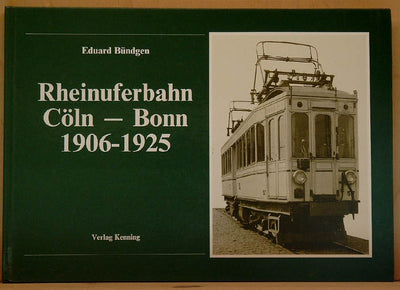 Eduard Bündgen
Rheinuferbahn
Cöln — Bonn
1906-1925
Verlag Kenning